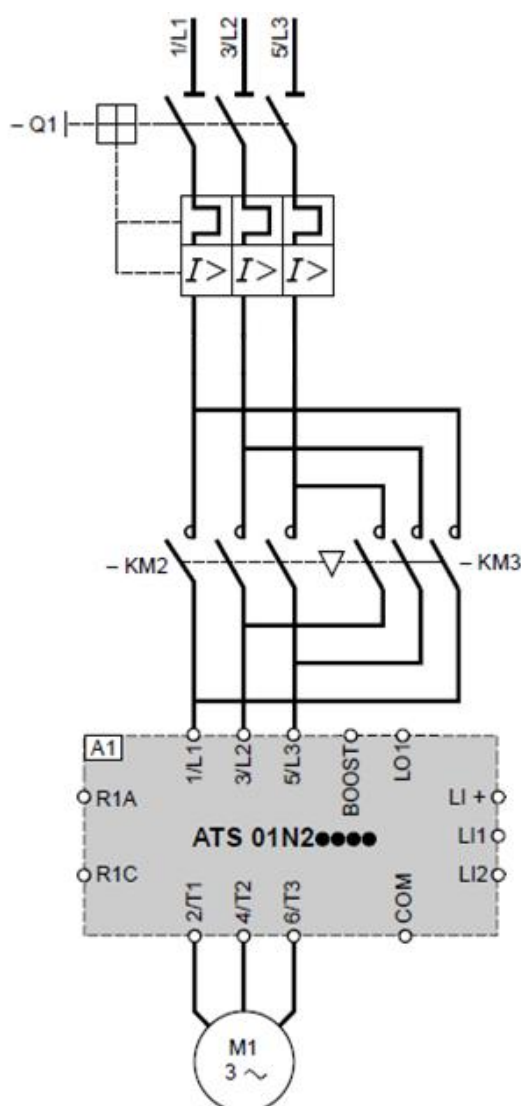 1/L1 3/L2 5/L3
– Q1
I> I> I>
– KM2 – KM3
A1 1/L1 3/L2 5/L3 BOOST LO1
R1A LI +
ATS 01N2●●●● LI1
R1C LI2
2/T1 4/T2 6/T3 COM
M1
3 ~